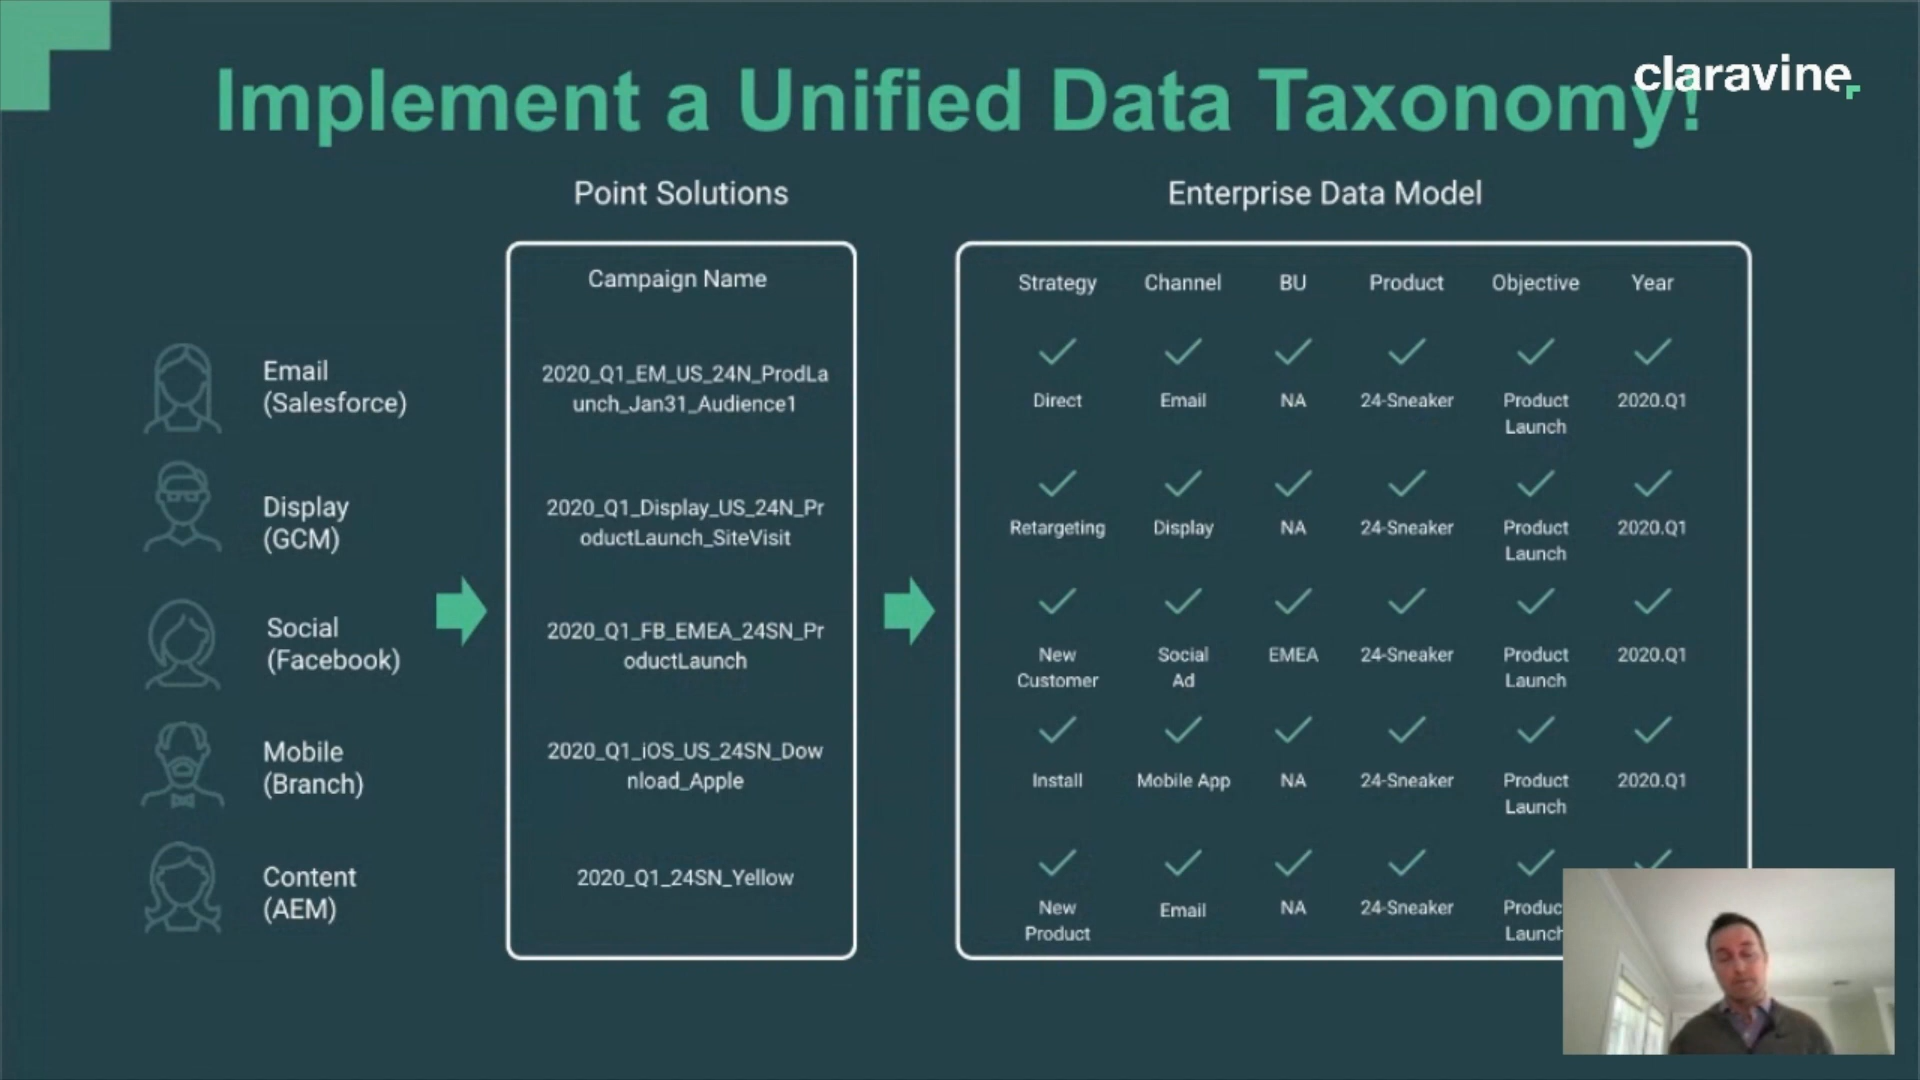 Implement a Unified Data Taxonomy!
claravine
Point Solutions
Enterprise Data Model
Campaign Name
Strategy Channel BU Product Objective Year
Email
(Salesforce)
2020_Q1_EM_US_24N_ProdLa
unch_Jan31_Audience1
Direct Email NA 24-Sneaker Product 2020.Q1
Launch
Display
(GCM)
2020_Q1_Display_US_24N_Pr
oductLaunch_SiteVisit
Retargeting Display NA 24-Sneaker Product 2020.Q1
Launch
Social
(Facebook)
2020_Q1_FB_EMEA_24SN_Pr
oductLaunch
New Social EMEA 24-Sneaker Product 2020.Q1
Customer Ad Launch
Mobile
(Branch)
2020_Q1_iOS_US_24SN_Dow
nload_Apple
Install Mobile App NA 24-Sneaker Product 2020.Q1
Launch
Content
(AEM)
2020_Q1_24SN_Yellow
New Email NA 24-Sneaker Produc
Product Launch